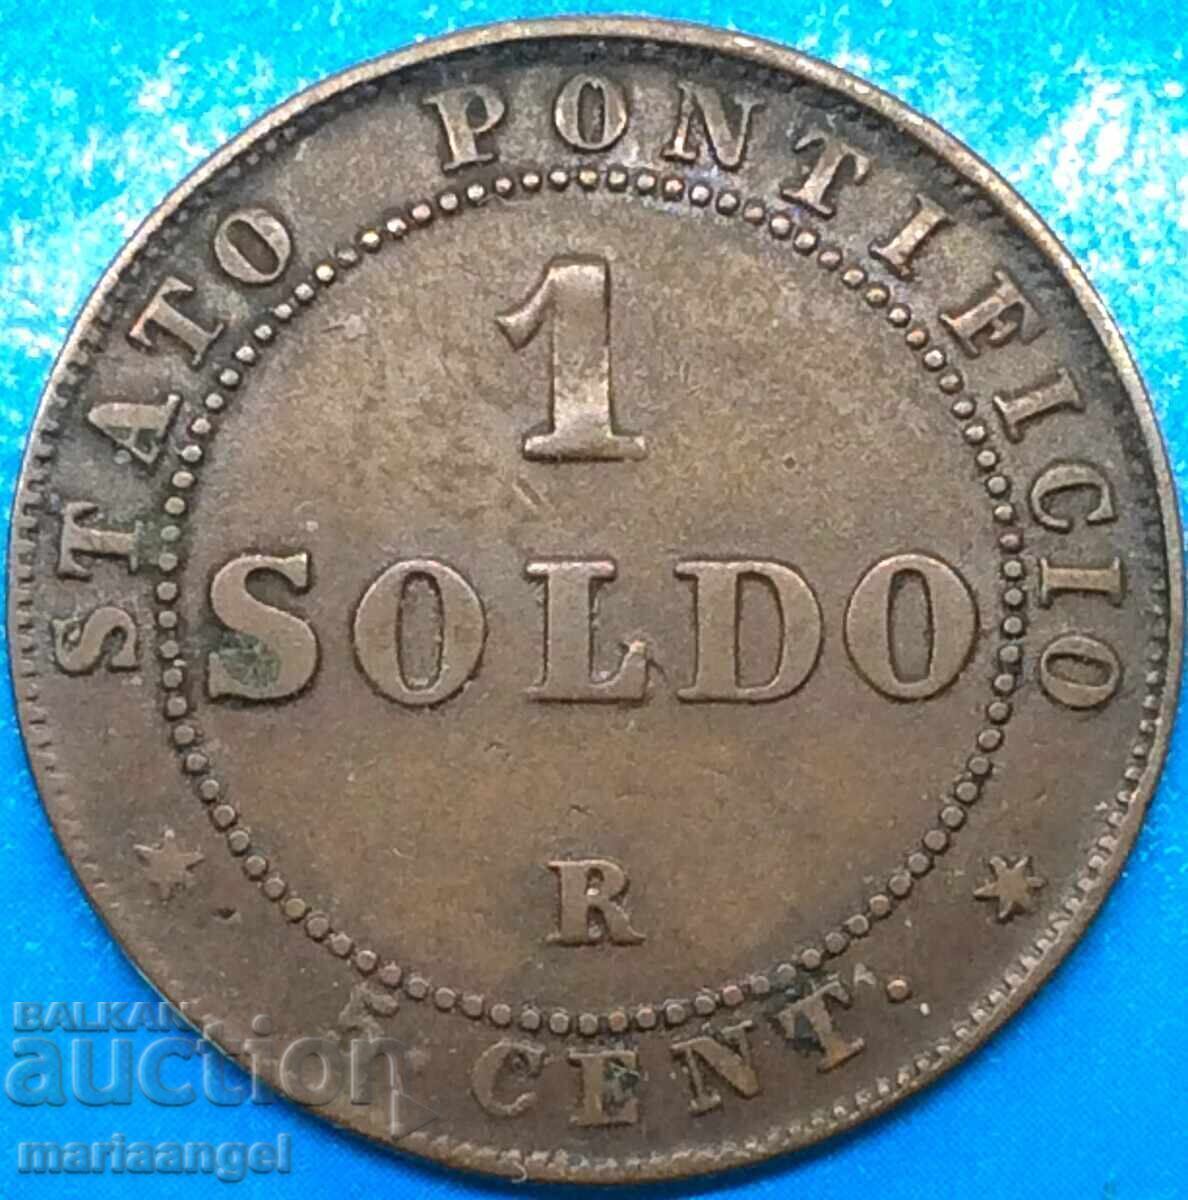 STATO PONTIFICIO
1
SOLDO
R
5 CENT.
BALKAN
auction
mariaangel